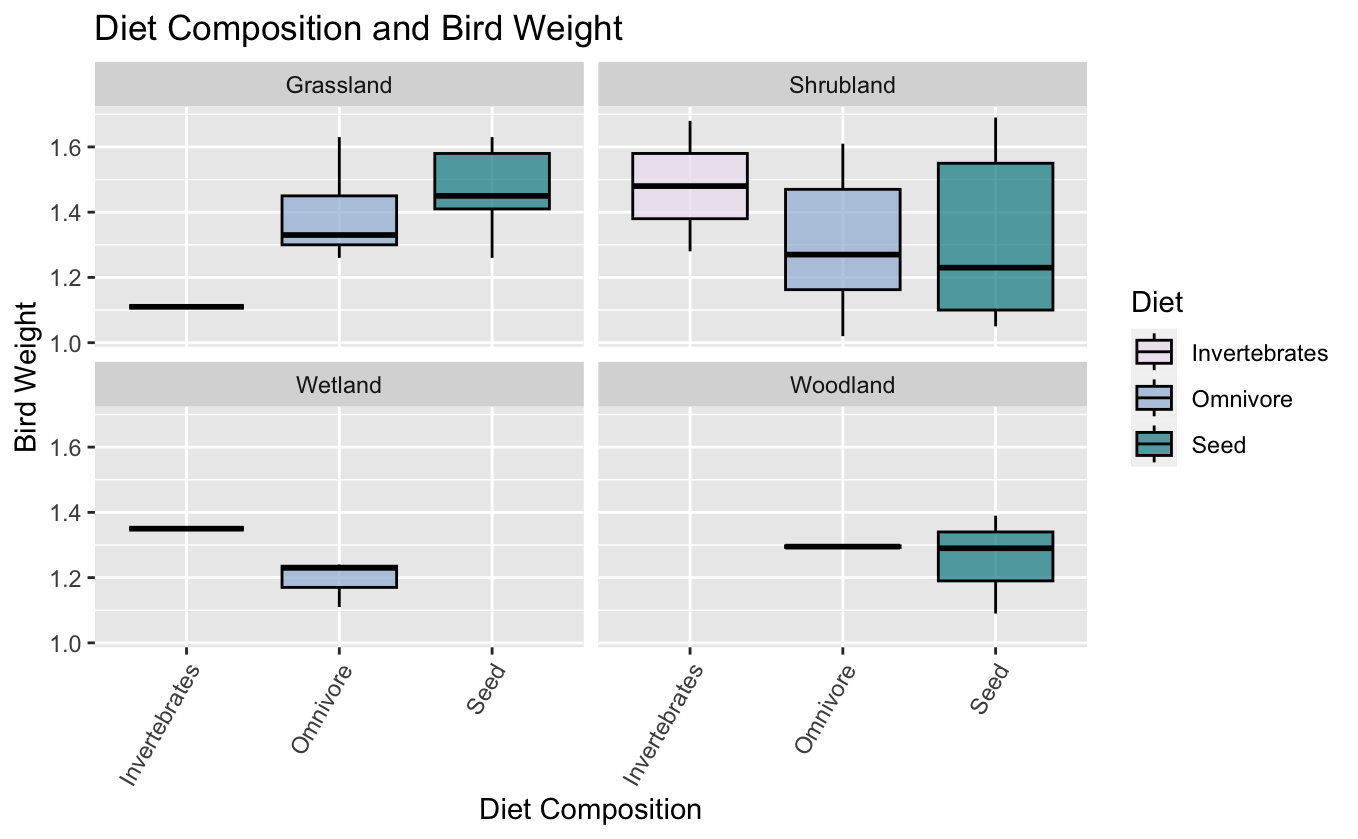 Diet Composition and Bird Weight
Grassland
Shrubland
1.6
1.4
1.2
1.0
Wetland
Woodland
1.6
1.4
1.2
1.0
Bird Weight
Invertebrates
Omnivore
Seed
Invertebrates
Omnivore
Seed
Diet Composition
Diet
Invertebrates
Omnivore
Seed